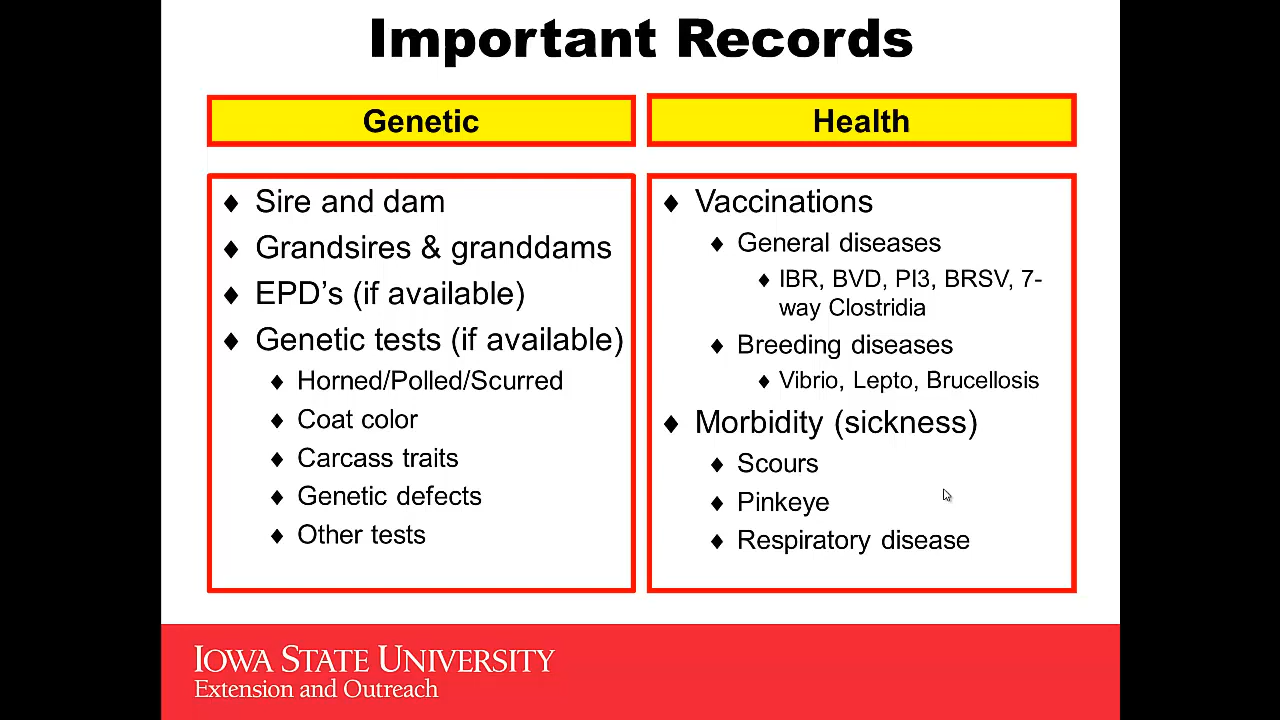 Important Records
Genetic
♦ Sire and dam
♦ Grandsires & granddams
♦ EPD’s (if available)
♦ Genetic tests (if available)
♦ Horned/Polled/Scurred
♦ Coat color
♦ Carcass traits
♦ Genetic defects
♦ Other tests
Health
♦ Vaccinations
♦ General diseases
♦ IBR, BVD, PI3, BRSV, 7-
way Clostridia
♦ Breeding diseases
♦ Vibrio, Lepto, Brucellosis
♦ Morbidity (sickness)
♦ Scours
♦ Pinkeye
♦ Respiratory disease
IOWA STATE UNIVERSITY
Extension and Outreach